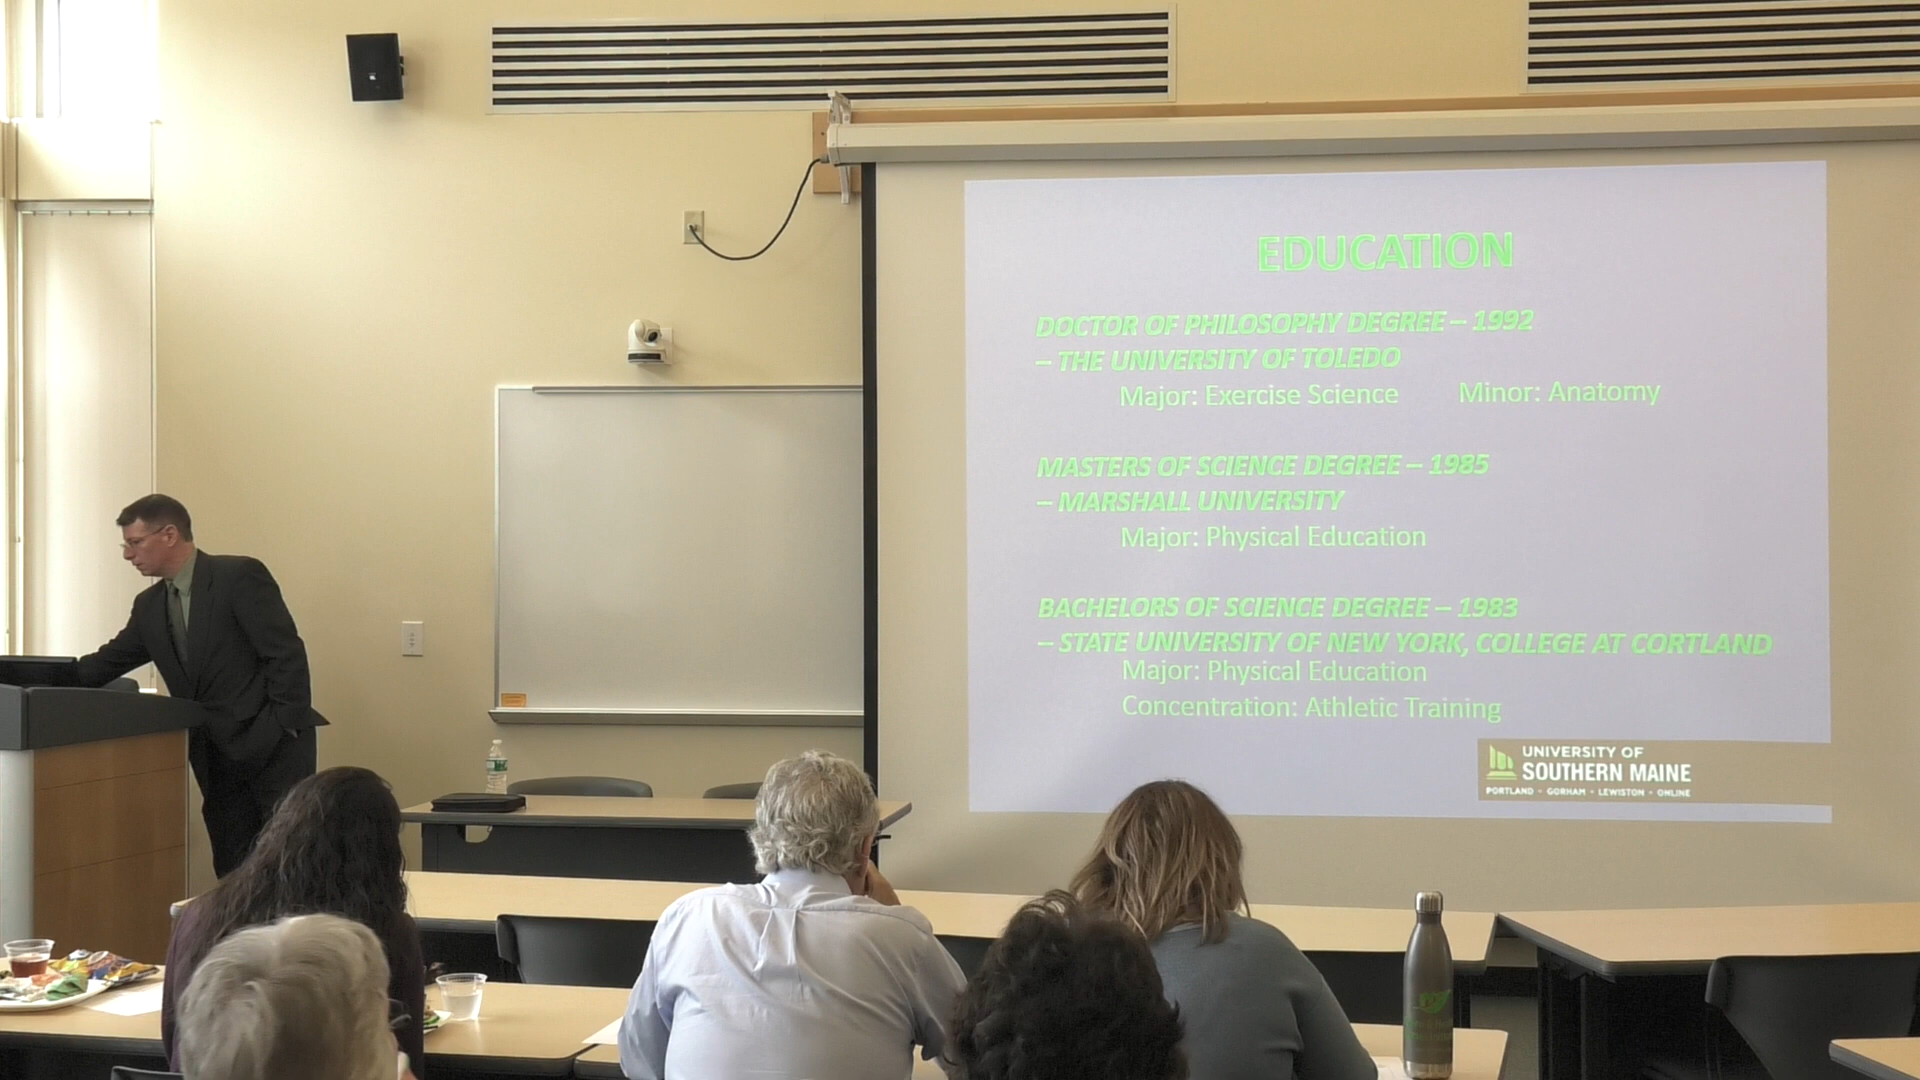 EDUCATION
DOCTOR OF PHILOSOPHY DEGREE – 1992
– THE UNIVERSITY OF TOLEDO
Major: Exercise Science Minor: Anatomy
MASTERS OF SCIENCE DEGREE – 1985
– MARSHALL UNIVERSITY
Major: Physical Education
BACHELORS OF SCIENCE DEGREE – 1983
– STATE UNIVERSITY OF NEW YORK, COLLEGE AT CORTLAND
Major: Physical Education
Concentration: Athletic Training
UNIVERSITY OF
SOUTHERN MAINE
PORTLAND • GORHAM • LEWISTON • ONLINE